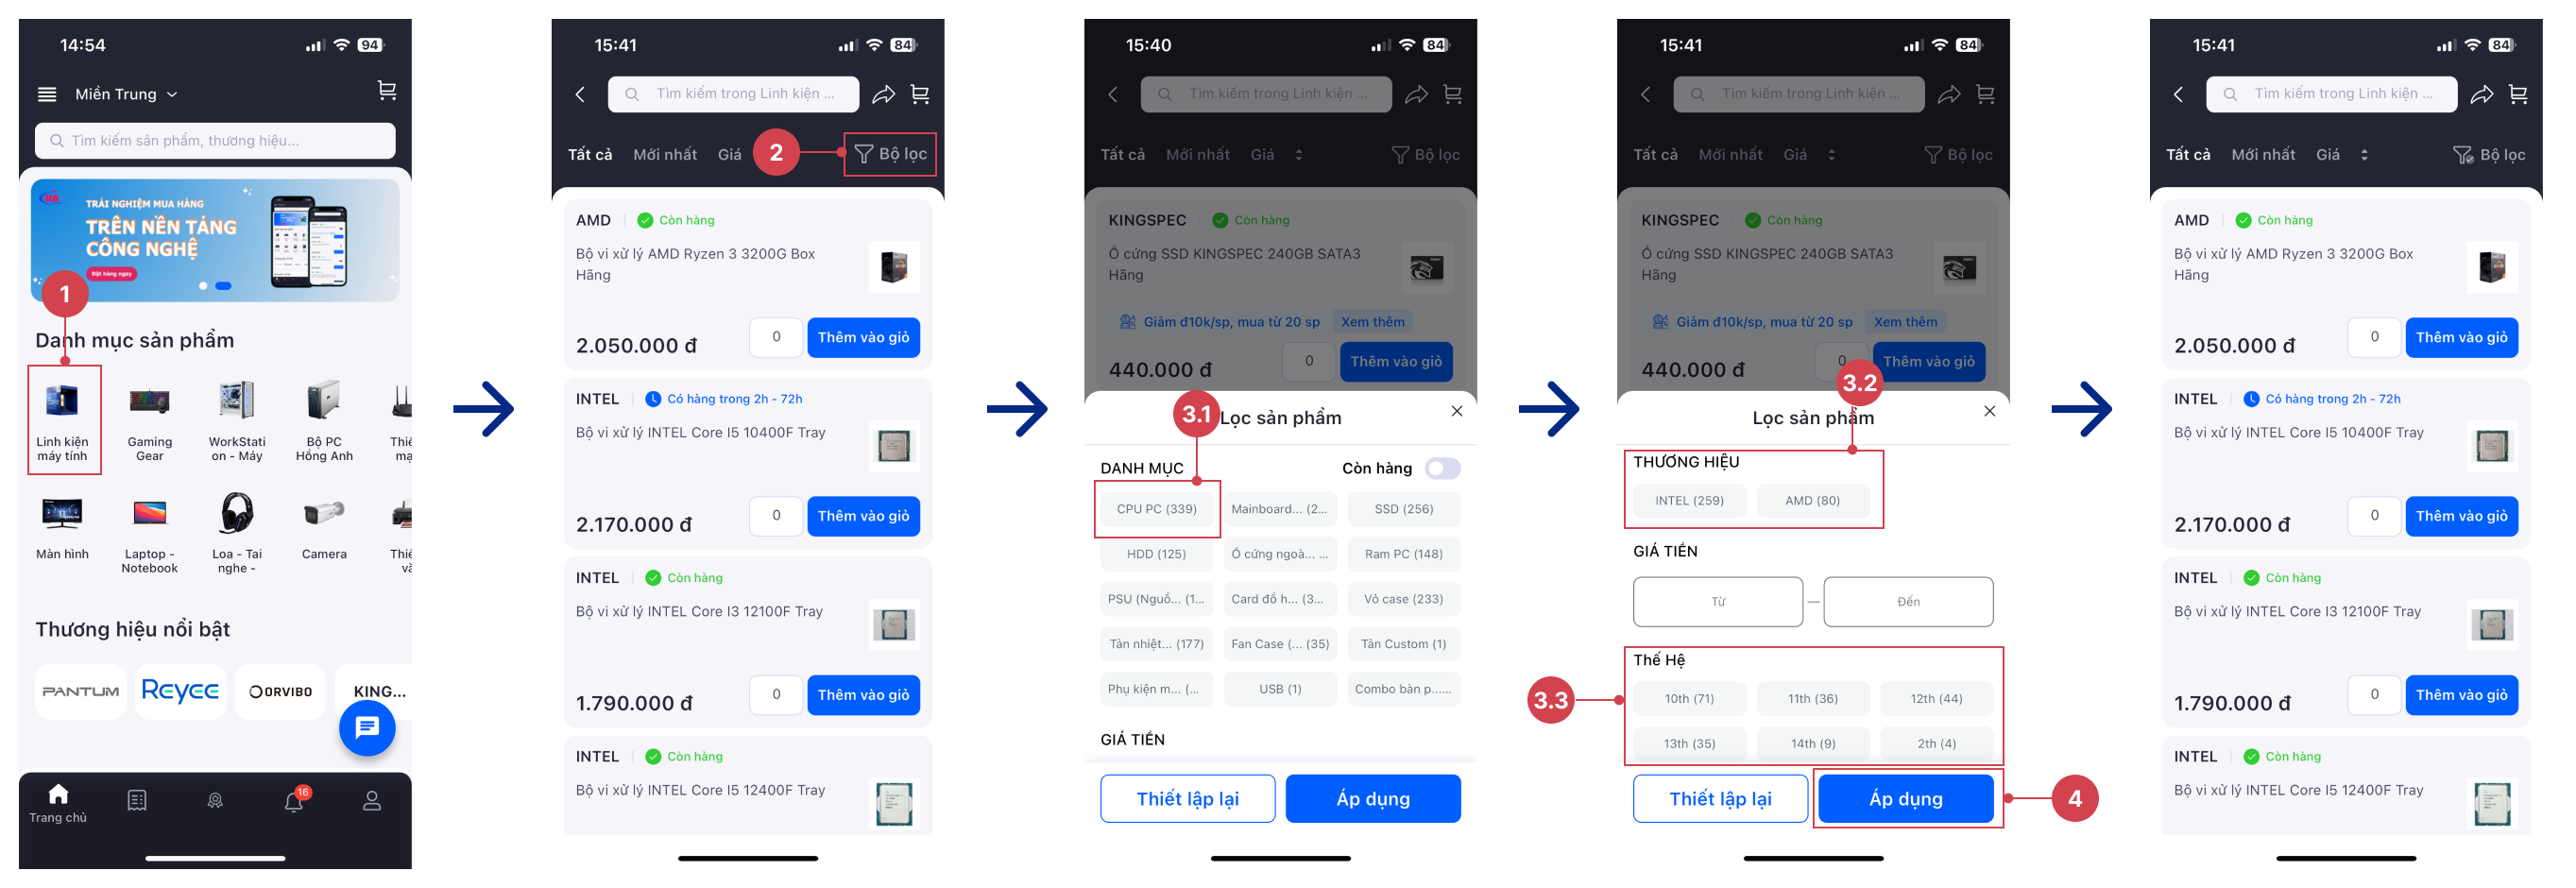 14:54
94
Miền Trung
Tìm kiếm sản phẩm, thương hiệu...
TRẢI NGHIỆM MUA HÀNG
TRÊN NỀN TẢNG
CÔNG NGHỆ
Đặt hàng ngay
1
Danh mục sản phẩm
Linh kiện máy tính
Gaming Gear
WorkStati on - Máy
Bộ PC Hồng Anh
Màn hình
Laptop - Notebook
Loa - Tai nghe -
Camera
Thương hiệu nổi bật
PANTUM
Reyee
ORVIBO
KING...
16
Trang chủ
15:41
84
Tìm kiếm trong Linh kiện ...
Tất cả
Mới nhất
Giá
2
Bộ lọc
AMD
Còn hàng
Bộ vi xử lý AMD Ryzen 3 3200G Box
Hãng
2.050.000 đ
0
Thêm vào giỏ
INTEL
Có hàng trong 2h - 72h
Bộ vi xử lý INTEL Core I5 10400F Tray
2.170.000 đ
0
Thêm vào giỏ
INTEL
Còn hàng
Bộ vi xử lý INTEL Core I3 12100F Tray
1.790.000 đ
0
Thêm vào giỏ
INTEL
Còn hàng
Bộ vi xử lý INTEL Core I5 12400F Tray
15:40
84
Tìm kiếm trong Linh kiện ...
Tất cả
Mới nhất
Giá
Bộ lọc
KINGSPEC
Còn hàng
Ổ cứng SSD KINGSPEC 240GB SATA3
Hãng
Giảm đ10k/sp, mua từ 20 sp
Xem thêm
440.000 đ
0
Thêm vào giỏ
3.1
Lọc sản phẩm
DANH MỤC
Còn hàng
CPU PC (339)
Mainboard... (2...
SSD (256)
HDD (125)
Ổ cứng ngoà... ...
Ram PC (148)
PSU (Nguồ... (1...
Card đồ h... (3...
Vỏ case (233)
Tản nhiệt... (177)
Fan Case (... (35)
Tản Custom (1)
Phụ kiện m... (...
USB (1)
Combo bàn p......
GIÁ TIỀN
Thiết lập lại
Áp dụng
15:41
84
Tìm kiếm trong Linh kiện ...
Tất cả
Mới nhất
Giá
Bộ lọc
KINGSPEC
Còn hàng
Ổ cứng SSD KINGSPEC 240GB SATA3
Hãng
Giảm đ10k/sp, mua từ 20 sp
Xem thêm
440.000 đ
0
Thêm vào giỏ
3.2
Lọc sản phẩm
THƯƠNG HIỆU
INTEL (259)
AMD (80)
GIÁ TIỀN
Từ
—
Đến
Thế Hệ
3.3
10th (71)
11th (36)
12th (44)
13th (35)
14th (9)
2th (4)
Thiết lập lại
Áp dụng
4
15:41
84
Tìm kiếm trong Linh kiện ...
Tất cả
Mới nhất
Giá
Bộ lọc
AMD
Còn hàng
Bộ vi xử lý AMD Ryzen 3 3200G Box
Hãng
2.050.000 đ
0
Thêm vào giỏ
INTEL
Có hàng trong 2h - 72h
Bộ vi xử lý INTEL Core I5 10400F Tray
2.170.000 đ
0
Thêm vào giỏ
INTEL
Còn hàng
Bộ vi xử lý INTEL Core I3 12100F Tray
1.790.000 đ
0
Thêm vào giỏ
INTEL
Còn hàng
Bộ vi xử lý INTEL Core I5 12400F Tray